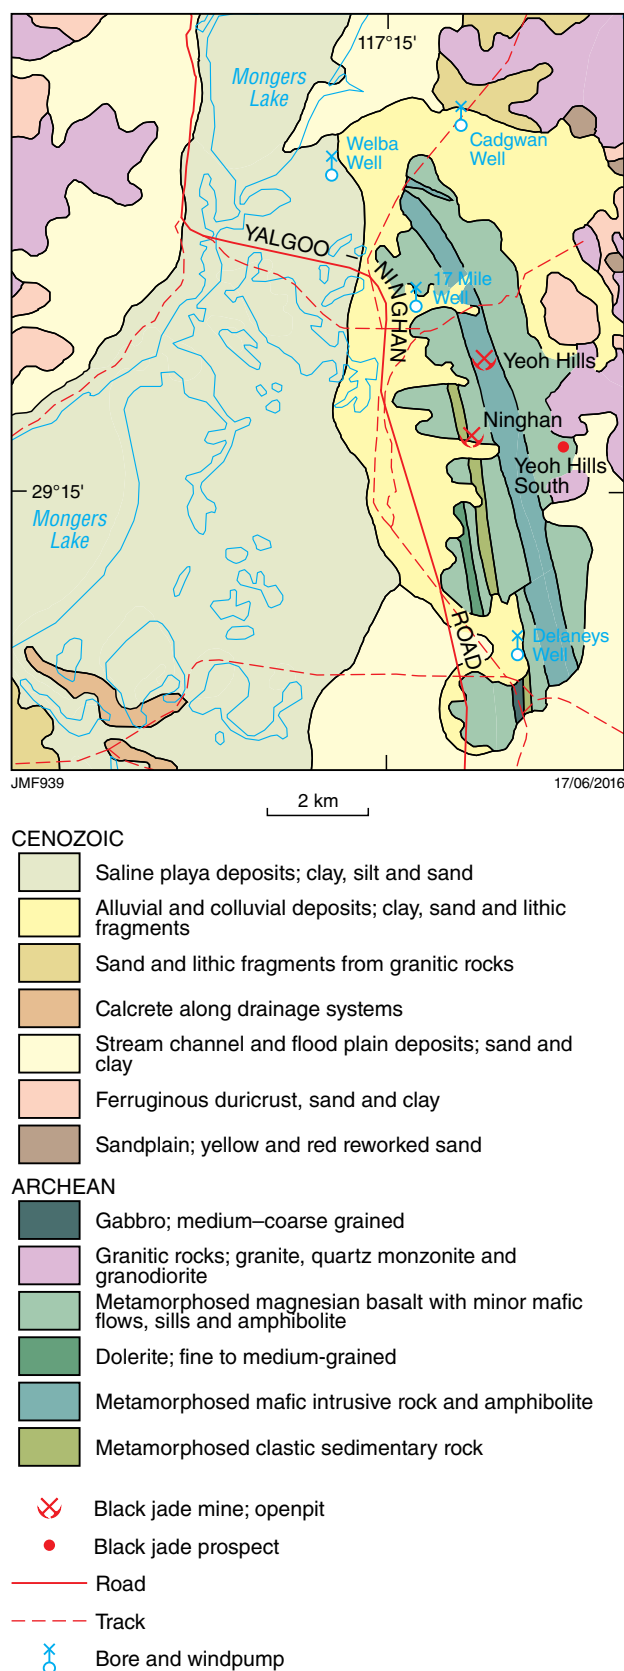 117°15'
Mongers
Lake
Welba
Well
Cadgwan
Well
YALGOO – NINGHAN
17 Mile
Well
Yeoh Hills
Ninghan
Yeoh Hills
South
29°15'
Mongers
Lake
ROAD
Delaneys
Well
JMF939
17/06/2016
2 km
CENOZOIC
Saline playa deposits; clay, silt and sand
Alluvial and colluvial deposits; clay, sand and lithic
fragments
Sand and lithic fragments from granitic rocks
Calcrete along drainage systems
Stream channel and flood plain deposits; sand and
clay
Ferruginous duricrust, sand and clay
Sandplain; yellow and red reworked sand
ARCHEAN
Gabbro; medium–coarse grained
Granitic rocks; granite, quartz monzonite and
granodiorite
Metamorphosed magnesian basalt with minor mafic
flows, sills and amphibolite
Dolerite; fine to medium-grained
Metamorphosed mafic intrusive rock and amphibolite
Metamorphosed clastic sedimentary rock
Black jade mine; openpit
Black jade prospect
Road
Track
Bore and windpump